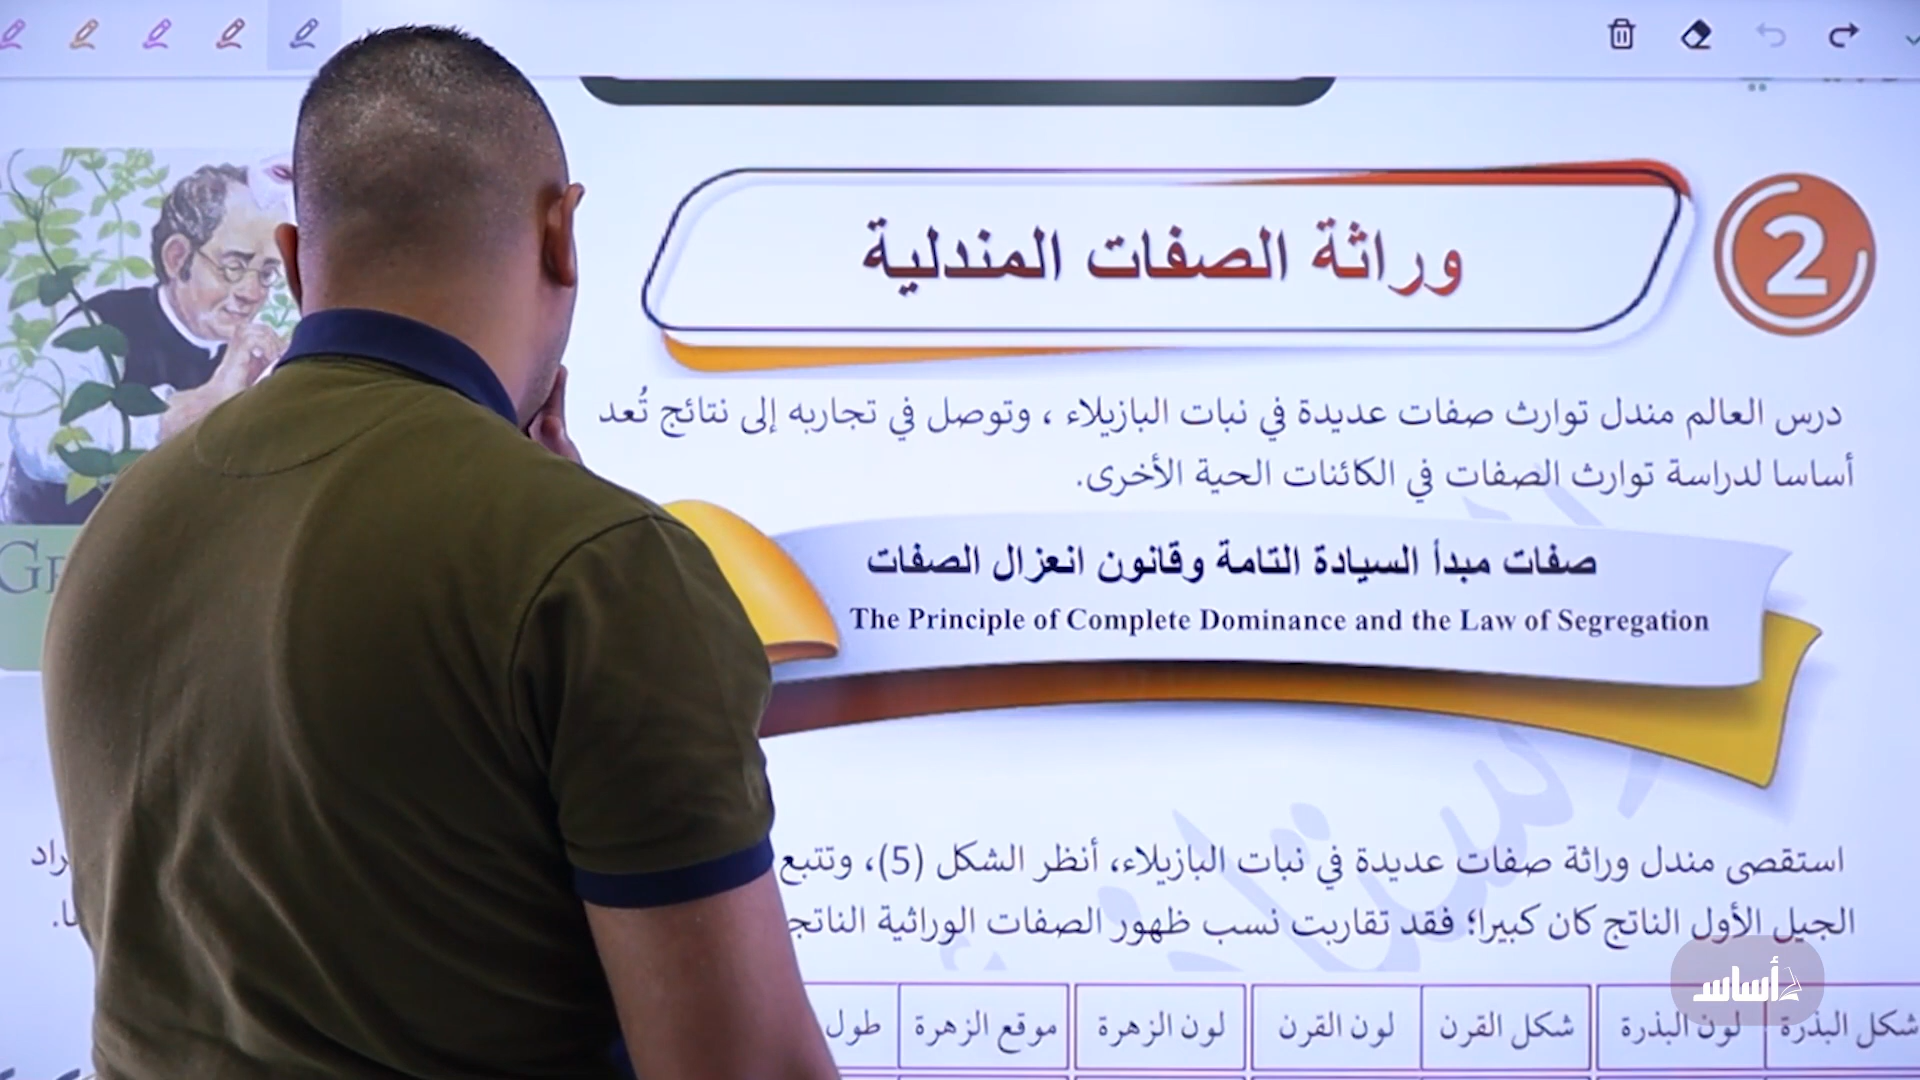 2
وراثة الصفات المندلية
درس العالم مندل توارث صفات عديدة في نبات البازيلاء ، وتوصل في تجاربه إلى نتائج تُعد
أساسا لدراسة توارث الصفات في الكائنات الحية الأخرى.
صفات مبدأ السيادة التامة وقانون انعزال الصفات
The Principle of Complete Dominance and the Law of Segregation
استقصى مندل وراثة صفات عديدة في نبات البازيلاء، أنظر الشكل (5)، وتتبع
الجيل الأول الناتج كان كبيرا؛ فقد تقاربت نسب ظهور الصفات الوراثية الناتج
شكل البذرة لون البذرة شكل القرن لون القرن لون الزهرة موقع الزهرة طول
أساس